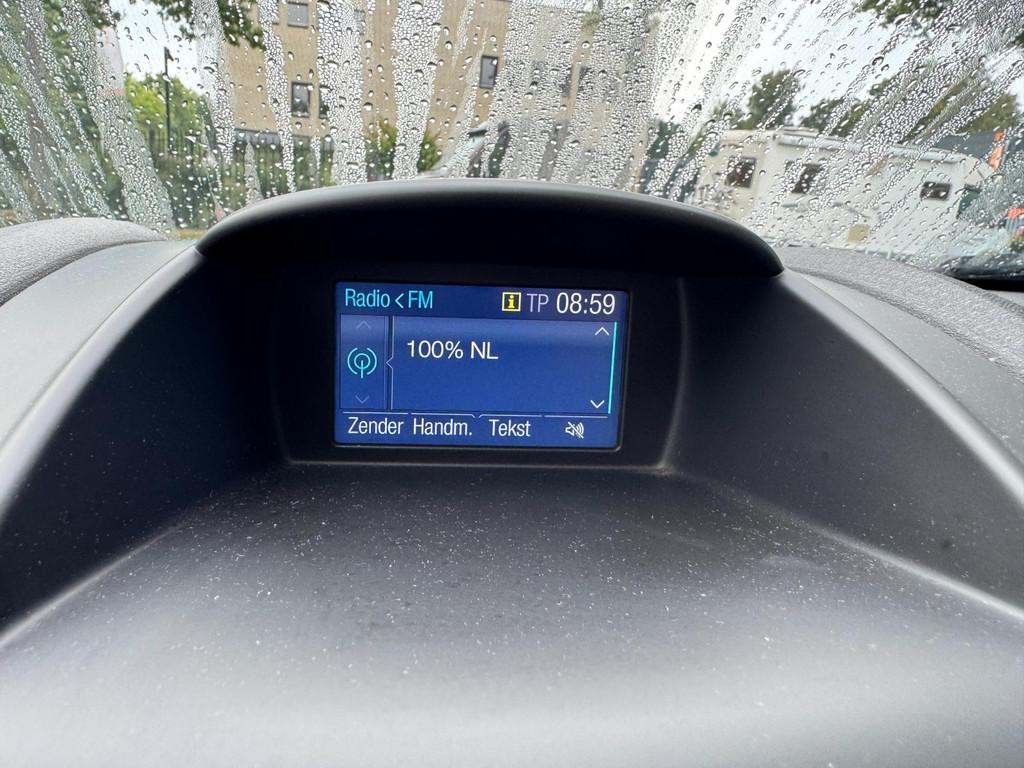 Radio < FM i TP 08:59
100% NL
Zender Handm. Tekst